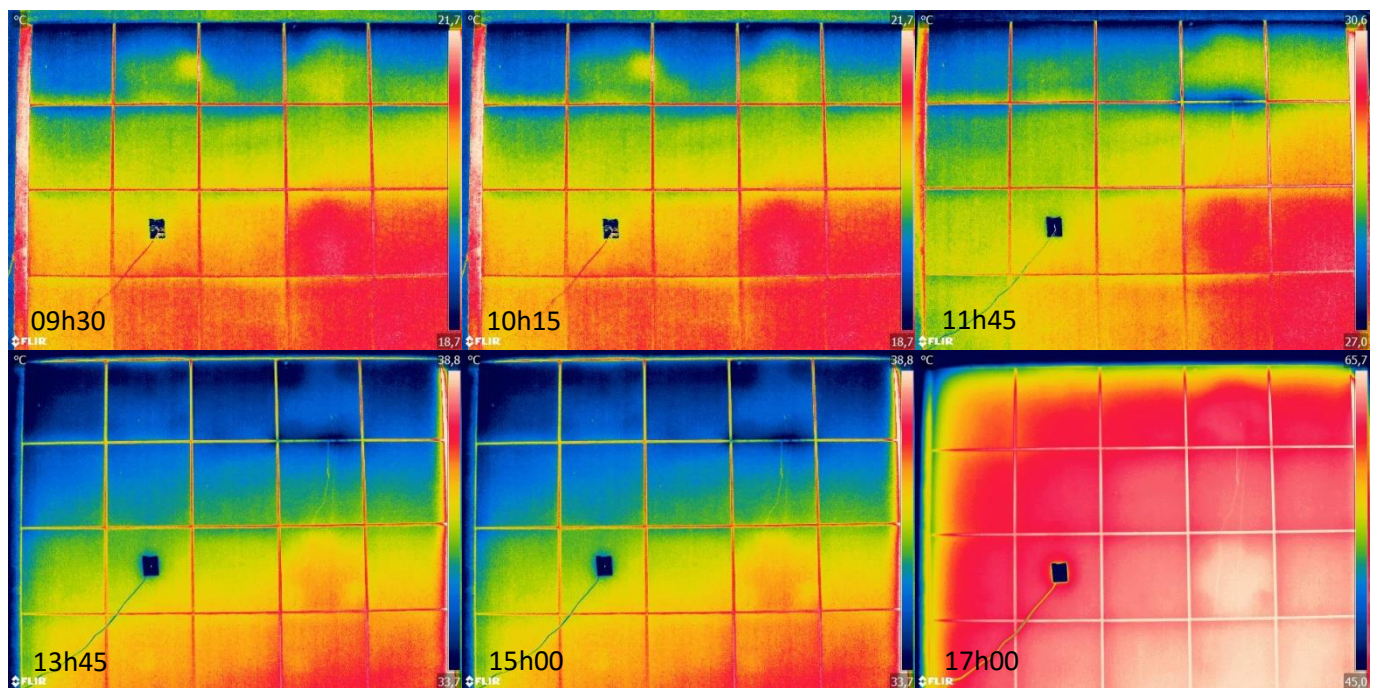 °C 21,7
09h30
FLIR 18,7
°C 21,7
10h15
FLIR 18,7
°C 30,6
11h45
FLIR 27,0
°C 38,8
13h45
FLIR 33,7
°C 38,8
15h00
FLIR 33,7
°C 65,7
17h00
FLIR 45,0